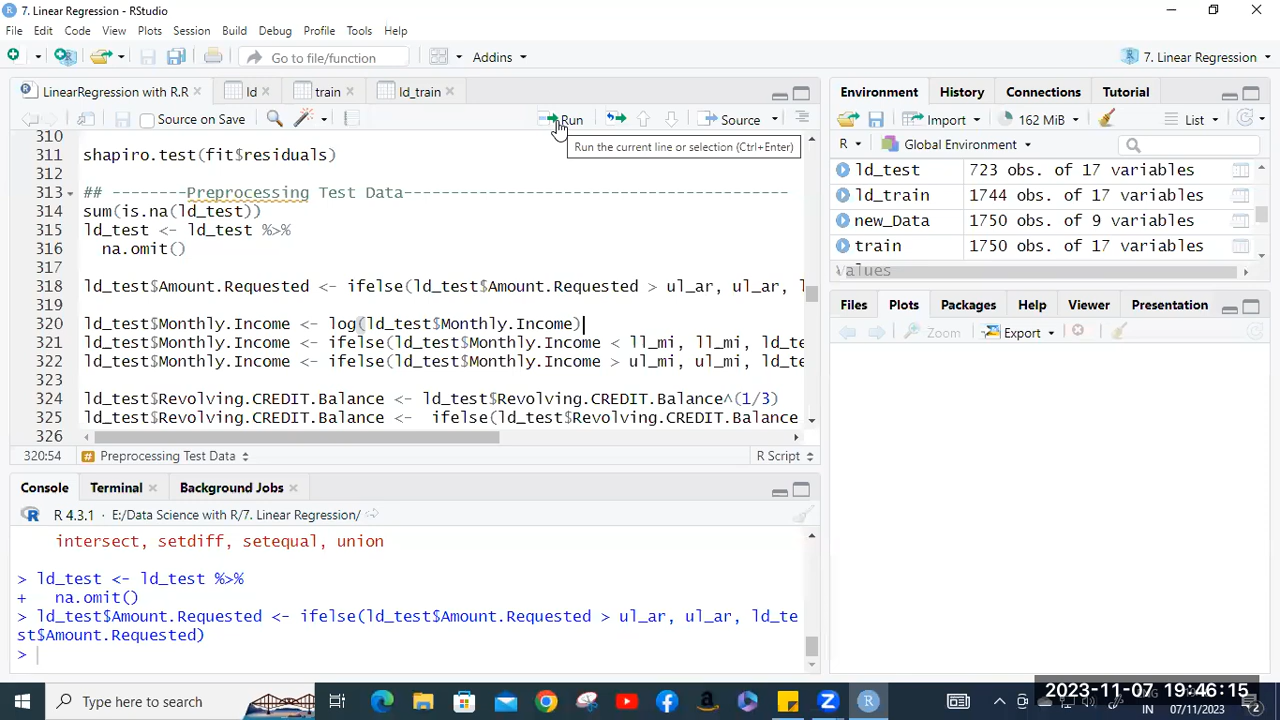 7. Linear Regression - RStudio
File Edit Code View Plots Session Build Debug Profile Tools Help
Go to file/function Addins 7. Linear Regression
LinearRegression with R.R ld train ld_train
Source on Save Run Source
Run the current line or selection (Ctrl+Enter)
310
311 shapiro.test(fit$residuals)
312
313 ## --------Preprocessing Test Data-----------------------------------------
314 sum(is.na(ld_test))
315 ld_test <- ld_test %>%
316 na.omit()
317
318 ld_test$Amount.Requested <- ifelse(ld_test$Amount.Requested > ul_ar, ul_ar, l
319
320 ld_test$Monthly.Income <- log(ld_test$Monthly.Income)
321 ld_test$Monthly.Income <- ifelse(ld_test$Monthly.Income < ll_mi, ll_mi, ld_te
322 ld_test$Monthly.Income <- ifelse(ld_test$Monthly.Income > ul_mi, ul_mi, ld_te
323
324 ld_test$Revolving.CREDIT.Balance <- ld_test$Revolving.CREDIT.Balance^(1/3)
325 ld_test$Revolving.CREDIT.Balance <- ifelse(ld_test$Revolving.CREDIT.Balance
326
320:54 # Preprocessing Test Data R Script
Console Terminal Background Jobs
R 4.3.1 · E:/Data Science with R/7. Linear Regression/
intersect, setdiff, setequal, union
> ld_test <- ld_test %>%
+ na.omit()
> ld_test$Amount.Requested <- ifelse(ld_test$Amount.Requested > ul_ar, ul_ar, ld_te
st$Amount.Requested)
>
Environment History Connections Tutorial
Import 162 MiB List
R Global Environment
ld_test 723 obs. of 17 variables
ld_train 1744 obs. of 17 variables
new_Data 1750 obs. of 9 variables
train 1750 obs. of 17 variables
Values
Files Plots Packages Help Viewer Presentation
Zoom Export
Type here to search
IN 07/11/2023 2
2023-11-07 19:46:15